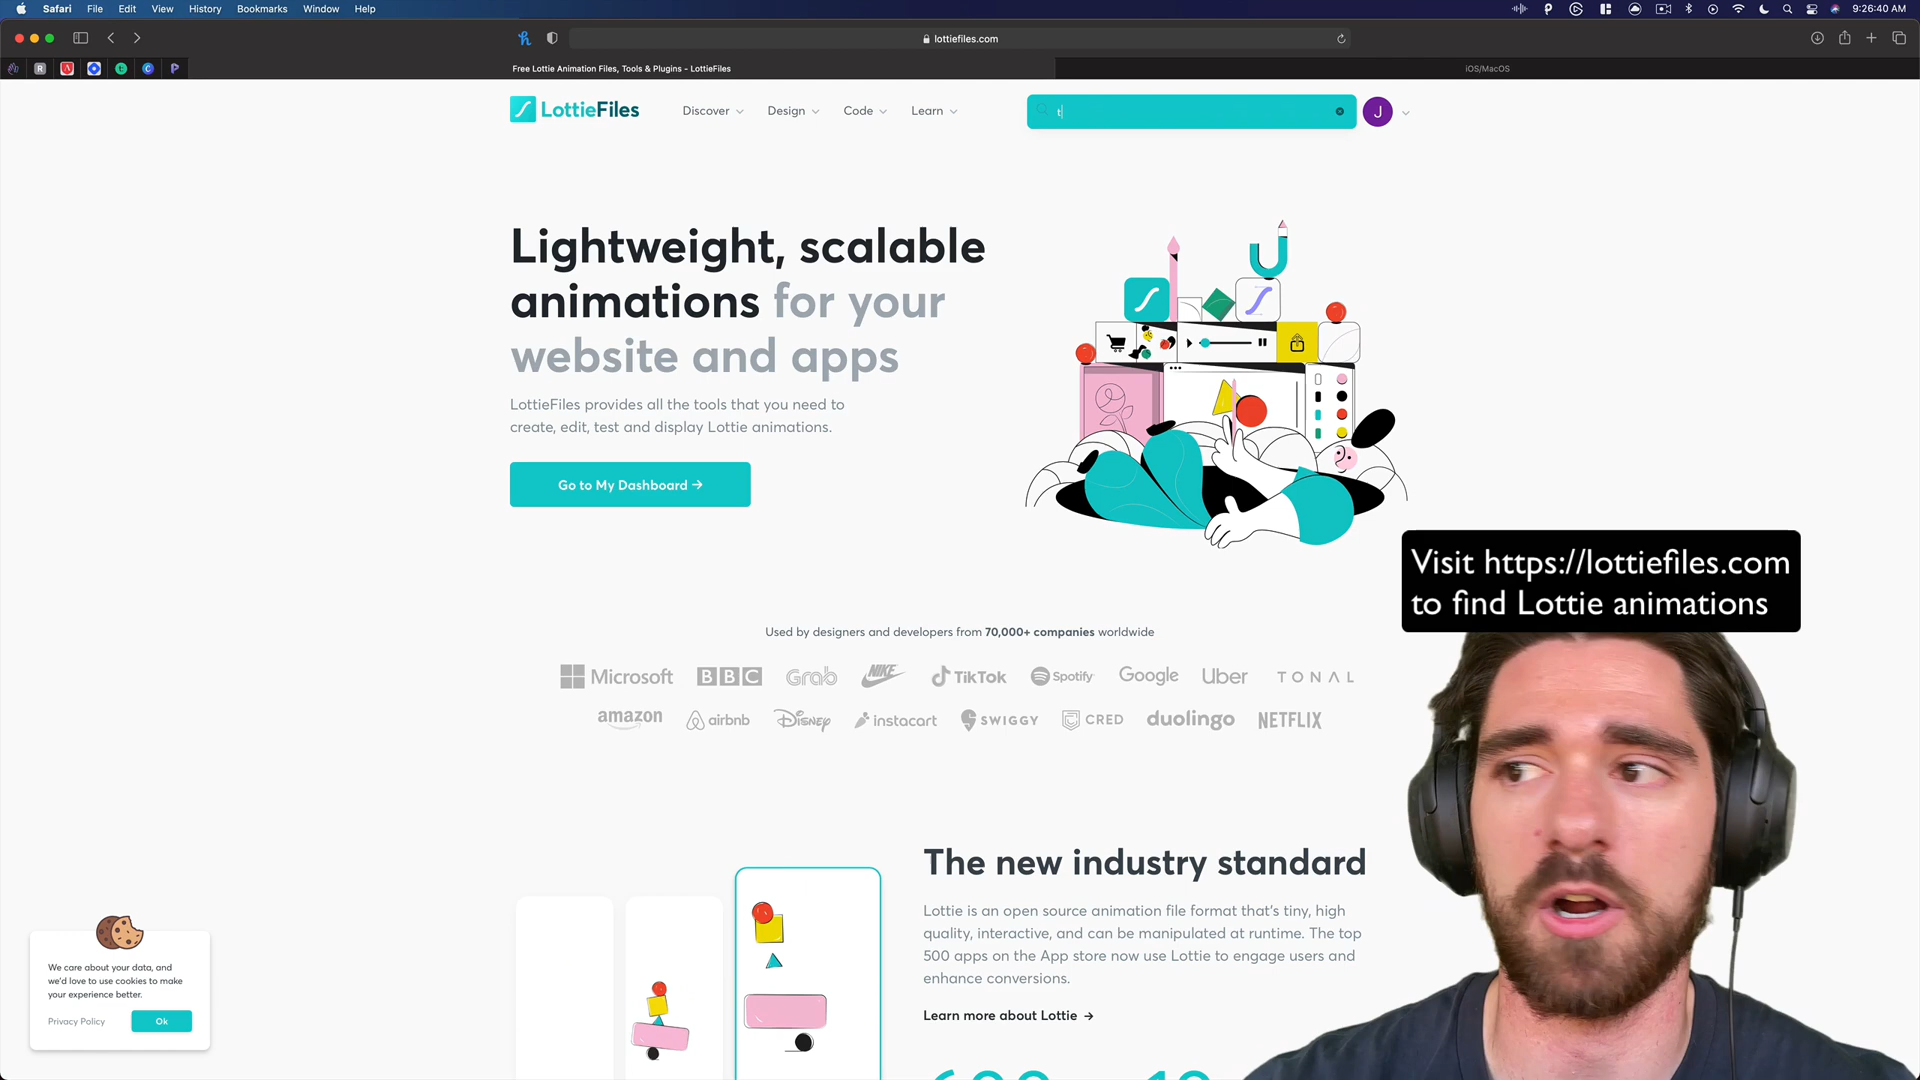 Safari File Edit View History Bookmarks Window Help
9:26:40 AM
lottiefiles.com
Free Lottie Animation Files, Tools & Plugins - LottieFiles
iOS/MacOS
LottieFiles
Discover Design Code Learn
t
J
Lightweight, scalable
animations for your
website and apps
LottieFiles provides all the tools that you need to
create, edit, test and display Lottie animations.
Go to My Dashboard →
Visit https://lottiefiles.com
to find Lottie animations
Used by designers and developers from 70,000+ companies worldwide
Microsoft BBC Grab NIKE TikTok Spotify Google Uber TONAL
amazon airbnb Disney instacart SWIGGY CRED duolingo NETFLIX
The new industry standard
Lottie is an open source animation file format that's tiny, high
quality, interactive, and can be manipulated at runtime. The top
500 apps on the App store now use Lottie to engage users and
enhance conversions.
Learn more about Lottie →
We care about your data, and
we'd love to use cookies to make
your experience better.
Privacy Policy
Ok